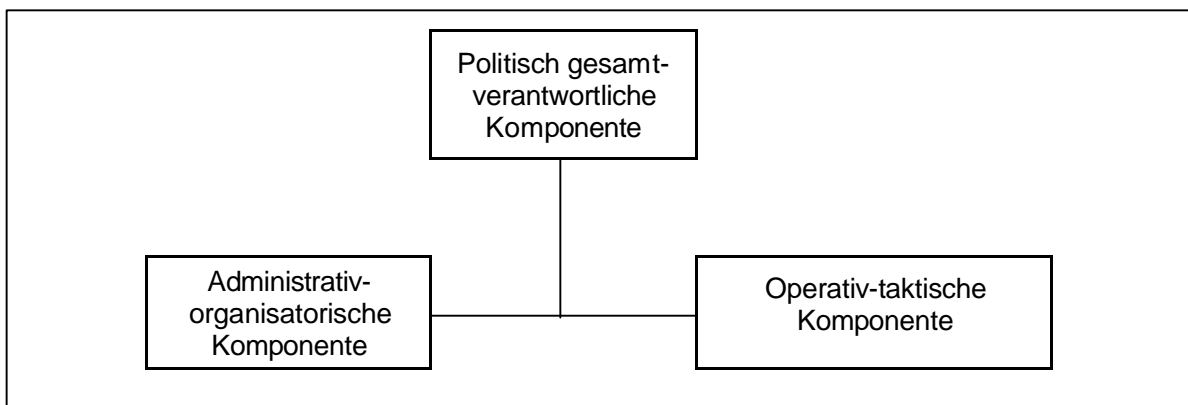 Politisch gesamt-
verantwortliche
Komponente
Administrativ-
organisatorische
Komponente
Operativ-taktische
Komponente